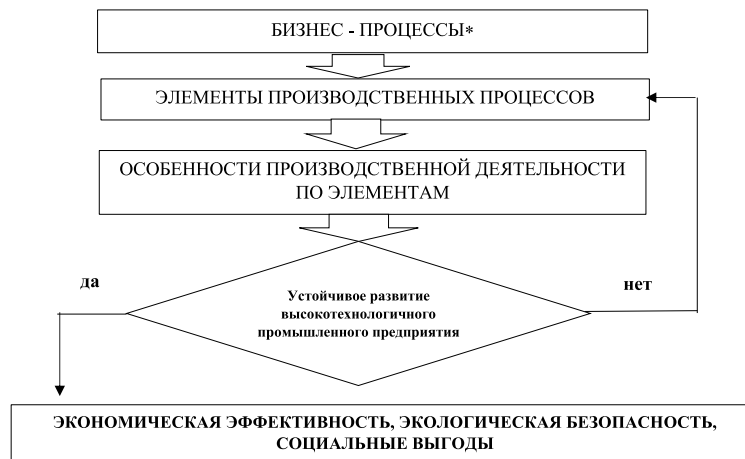 БИЗНЕС - ПРОЦЕССЫ*
ЭЛЕМЕНТЫ ПРОИЗВОДСТВЕННЫХ ПРОЦЕССОВ
ОСОБЕННОСТИ ПРОИЗВОДСТВЕННОЙ ДЕЯТЕЛЬНОСТИ
ПО ЭЛЕМЕНТАМ
да
нет
Устойчивое развитие
высокотехнологичного
промышленного предприятия
ЭКОНОМИЧЕСКАЯ ЭФФЕКТИВНОСТЬ, ЭКОЛОГИЧЕСКАЯ БЕЗОПАСНОСТЬ,
СОЦИАЛЬНЫЕ ВЫГОДЫ